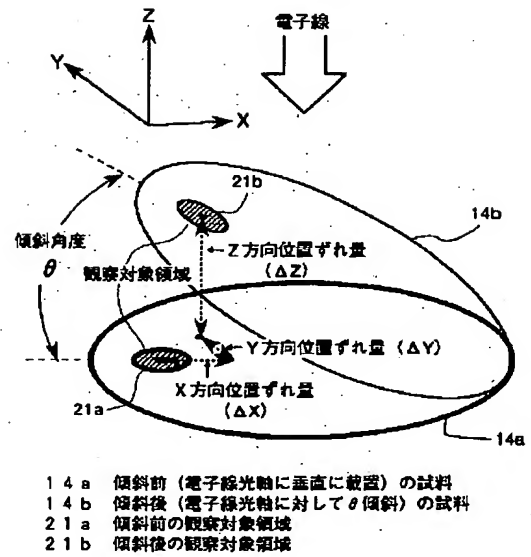 Z
電子線
Y
X
21b
14b
傾斜角度
θ
Z方向位置ずれ量
(ΔZ)
観察対象領域
Y方向位置ずれ量(ΔY)
X方向位置ずれ量
(ΔX)
21a
14a
14a 傾斜前(電子線光軸に垂直に載置)の試料
14b 傾斜後(電子線光軸に対してθ傾斜)の試料
21a 傾斜前の観察対象領域
21b 傾斜後の観察対象領域